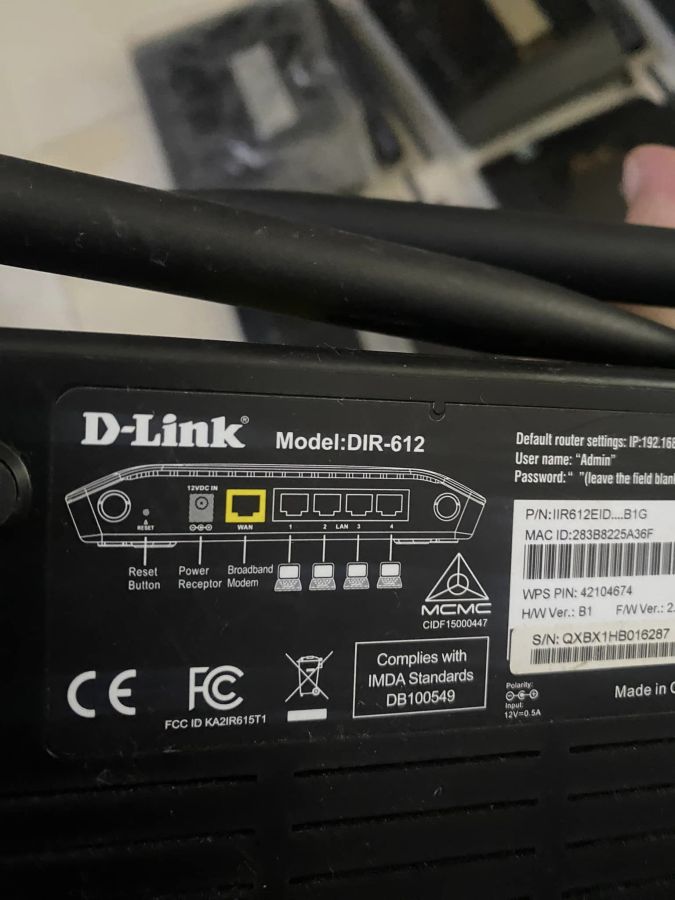 D-Link®
Model:DIR-612
12VDC IN
RESET
WAN
1 2 LAN 3 4
Reset Button
Power Receptor
Broadband Modem
MCMC
CIDF15000447
CE
FC
FCC ID KA2IR615T1
Complies with
IMDA Standards
DB100549
Default router settings: IP:192.168
User name: "Admin"
Password: " "(leave the field blank
P/N:IIR612EID....B1G
MAC ID:283B8225A36F
WPS PIN: 42104674
H/W Ver.: B1 F/W Ver.: 2.
S/N: QXBX1HB016287
Polarity:
Input:
12V=0.5A
Made in C